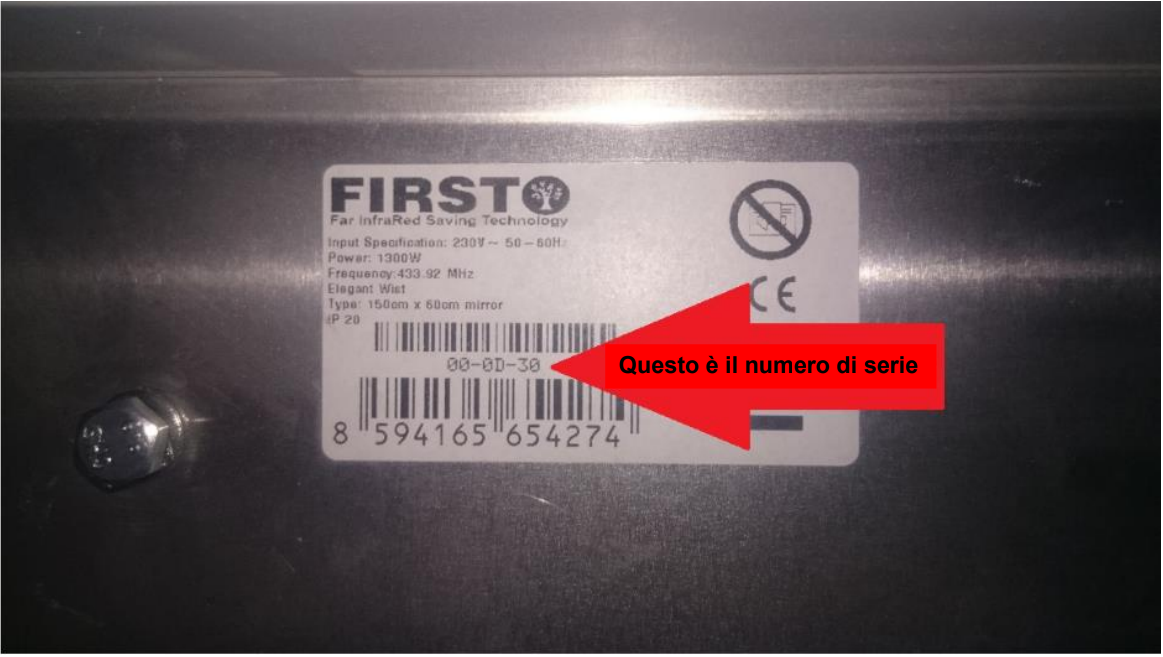 FIRSTO
Far InfraRed Saving Technology
Input Specification: 230V ~ 50 – 60Hz
Power: 1300W
Frequency:433.92 MHz
Elegant Wist
Type: 150cm x 60cm mirror
IP 20
CE
00-0D-30
Questo è il numero di serie
8 594165 654274